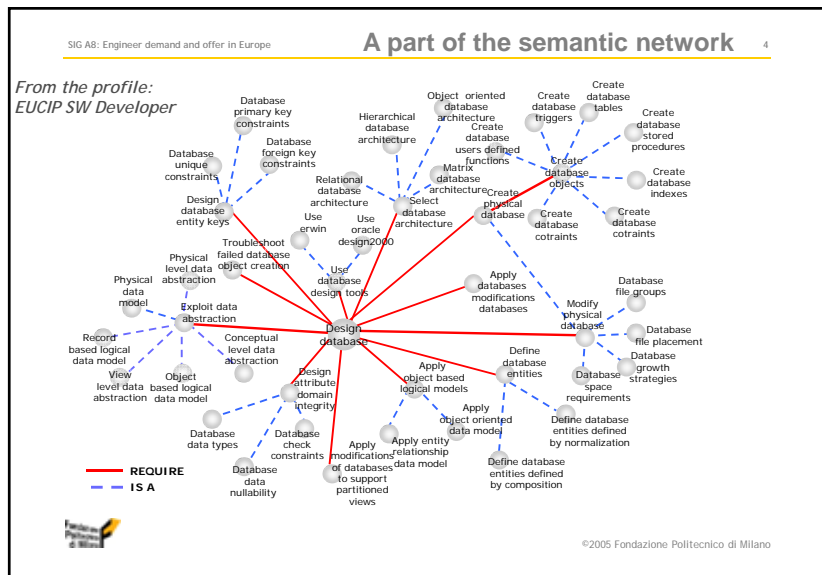 SIG A8: Engineer demand and offer in Europe
A part of the semantic network
4
From the profile:
EUCIP SW Developer
Database
primary key
constraints
Database
unique
constraints
Database
foreign key
constraints
Design
database
entity keys
Hierarchical
database
architecture
Object oriented
database
architecture
Relational
database
architecture
Matrix
database
architecture
Select
database
architecture
Create
database
users defined
functions
Create
database
triggers
Create
database
tables
Create
database
stored
procedures
Create
database
objects
Create
database
indexes
Create
database
cotraints
Create
database
cotraints
Create
physical
database
Use
erwin
Use
oracle
design2000
Use
database
design tools
Troubleshoot
failed database
object creation
Physical
level data
abstraction
Physical
data
model
Exploit data
abstraction
Record
based logical
data model
View
level data
abstraction
Object
based logical
data model
Conceptual
level data
abstraction
Design
database
Apply
databases
modifications
databases
Modify
physical
database
Database
file groups
Database
file placement
Database
growth
strategies
Database
space
requirements
Define
database
entities
Define database
entities defined
by normalization
Define database
entities defined
by composition
Apply
object based
logical models
Apply
object oriented
data model
Apply entity
relationship
data model
Apply
modifications
of databases
to support
partitioned
views
Design
attribute
domain
integrity
Database
data types
Database
data
nullability
Database
check
constraints
REQUIRE
IS A
Fondazione
Politecnico
di Milano
©2005 Fondazione Politecnico di Milano